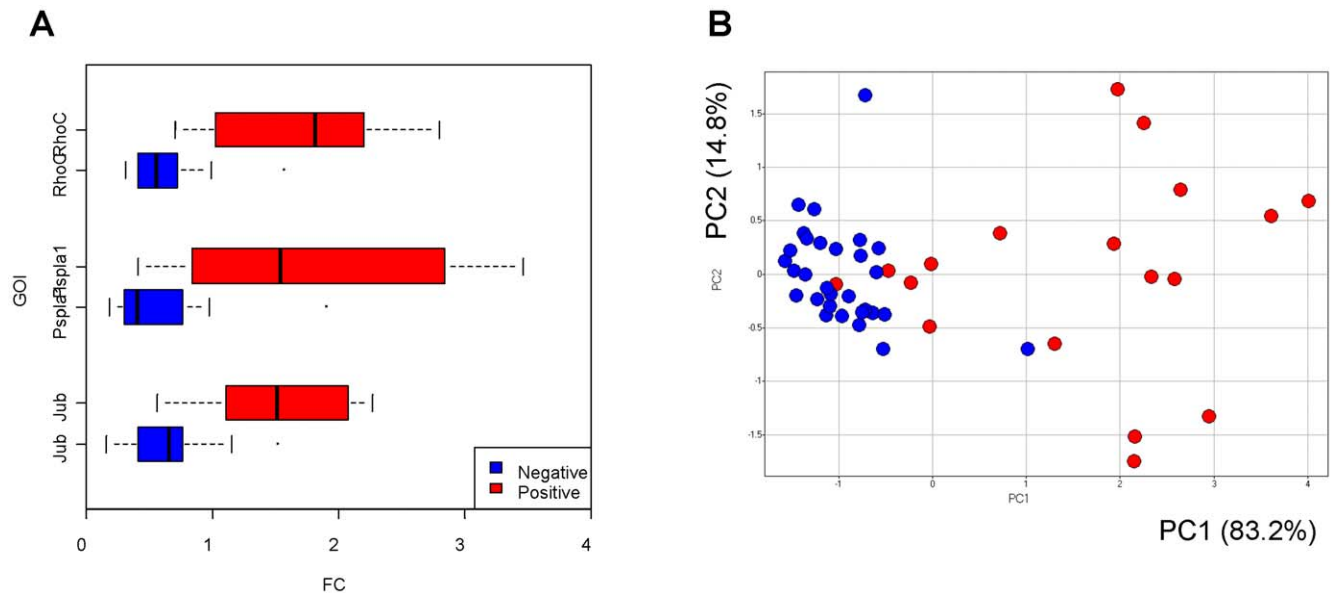 A
RhoC
RhoC
Pspla1
Pspla1
Jub
Jub
GOI
Negative
Positive
0 1 2 3 4
FC
B
PC2 (14.8%)
PC2
1.5
1
0.5
0
-0.5
-1
-1.5
-1 0 1 2 3 4
PC1
PC1 (83.2%)